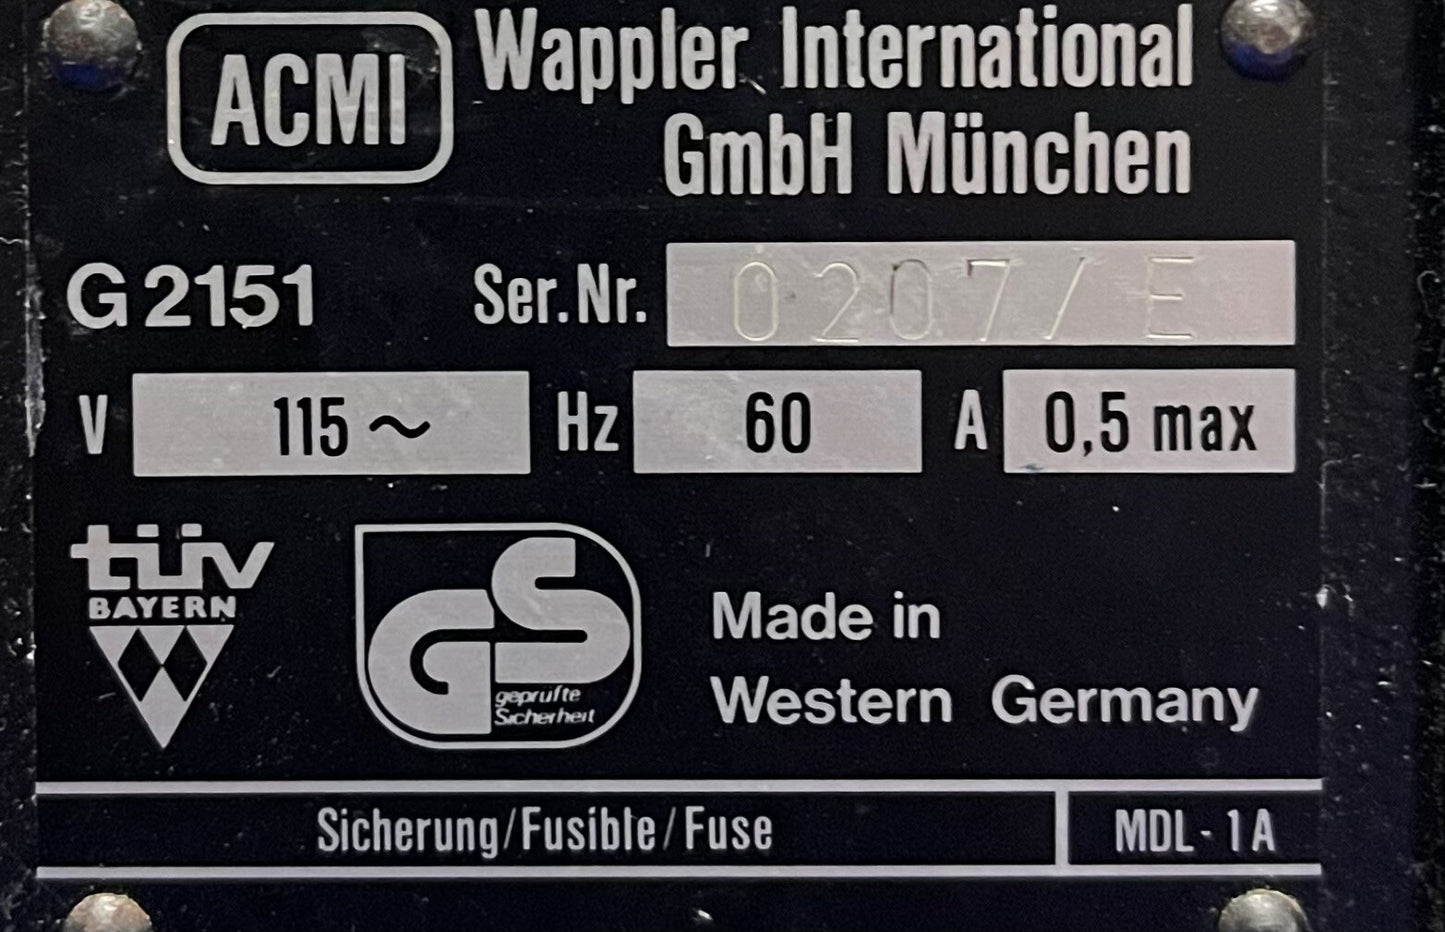 ACMI Wappler International
GmbH München
G 2151 Ser.Nr. 0207/E
V 115 ~ Hz 60 A 0,5 max
TÜV
BAYERN
GS
geprüfte
Sicherheit
Made in
Western Germany
Sicherung/Fusible/Fuse MDL-1A